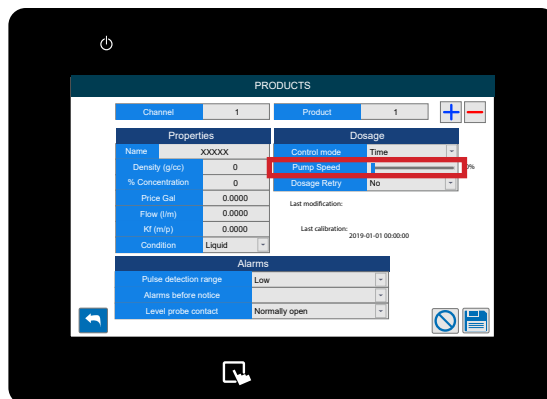 PRODUCTS
Channel 1 Product 1
Properties Dosage
Name XXXXX Control mode Time
Density (g/cc) 0 Pump Speed
% Concentration 0 Dosage Retry No
Price Gal 0.0000 Last modification:
Flow (l/m) 0.0000
Kf (m/p) 0.0000 Last calibration: 2019-01-01 00:00:00
Condition Liquid
Alarms
Pulse detection range Low
Alarms before notice
Level probe contact Normally open